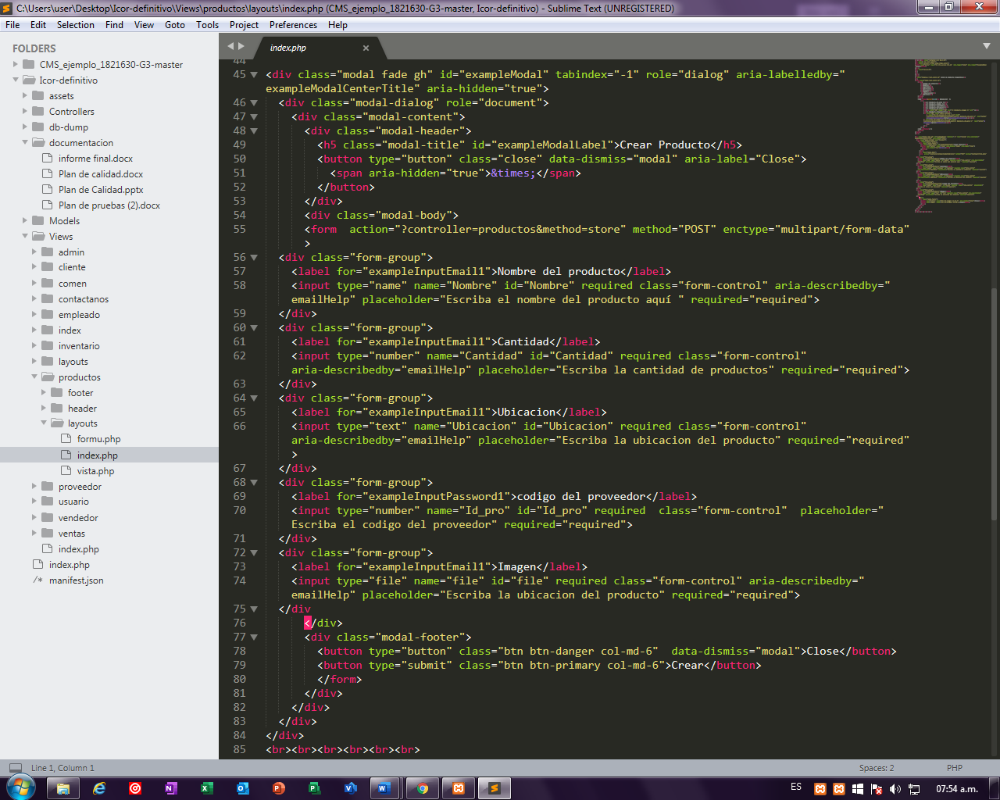 C:\Users\user\Desktop\Icor-definitivo\Views\productos\layouts\index.php (CMS_ejemplo_1821630-G3-master, Icor-definitivo) - Sublime Text (UNREGISTERED)
File Edit Selection Find View Goto Tools Project Preferences Help
FOLDERS
CMS_ejemplo_1821630-G3-master
Icor-definitivo
assets
Controllers
db-dump
documentacion
informe final.docx
Plan de calidad.docx
Plan de Calidad.pptx
Plan de pruebas (2).docx
Models
Views
admin
cliente
comen
contactanos
empleado
index
inventario
layouts
productos
footer
header
layouts
formu.php
index.php
vista.php
proveedor
usuario
vendedor
ventas
index.php
index.php
/* manifest.json
index.php ×
44
45 <div class="modal fade gh" id="exampleModal" tabindex="-1" role="dialog" aria-labelledby="
exampleModalCenterTitle" aria-hidden="true">
46 <div class="modal-dialog" role="document">
47 <div class="modal-content">
48 <div class="modal-header">
49 <h5 class="modal-title" id="exampleModalLabel">Crear Producto</h5>
50 <button type="button" class="close" data-dismiss="modal" aria-label="Close">
51 <span aria-hidden="true">&times;</span>
52 </button>
53 </div>
54 <div class="modal-body">
55 <form  action="?controller=productos&method=store" method="POST" enctype="multipart/form-data"
>
56 <div class="form-group">
57 <label for="exampleInputEmail1">Nombre del producto</label>
58 <input type="name" name="Nombre" id="Nombre" required class="form-control" aria-describedby="
emailHelp" placeholder="Escriba el nombre del producto aquí " required="required">
59 </div>
60 <div class="form-group">
61 <label for="exampleInputEmail1">Cantidad</label>
62 <input type="number" name="Cantidad" id="Cantidad" required class="form-control"
aria-describedby="emailHelp" placeholder="Escriba la cantidad de productos" required="required">
63 </div>
64 <div class="form-group">
65 <label for="exampleInputEmail1">Ubicacion</label>
66 <input type="text" name="Ubicacion" id="Ubicacion" required class="form-control"
aria-describedby="emailHelp" placeholder="Escriba la ubicacion del producto" required="required"
>
67 </div>
68 <div class="form-group">
69 <label for="exampleInputPassword1">codigo del proveedor</label>
70 <input type="number" name="Id_pro" id="Id_pro" required  class="form-control"  placeholder="
Escriba el codigo del proveedor" required="required">
71 </div>
72 <div class="form-group">
73 <label for="exampleInputEmail1">Imagen</label>
74 <input type="file" name="file" id="file" required class="form-control" aria-describedby="
emailHelp" placeholder="Escriba la ubicacion del producto" required="required">
75 </div
76 </div>
77 <div class="modal-footer">
78 <button type="button" class="btn btn-danger col-md-6"  data-dismiss="modal">Close</button>
79 <button type="submit" class="btn btn-primary col-md-6">Crear</button>
80 </form>
81 </div>
82 </div>
83 </div>
84 </div>
85 <br><br><br><br><br><br>
Line 1, Column 1 Spaces: 2 PHP
ES 07:54 a.m.